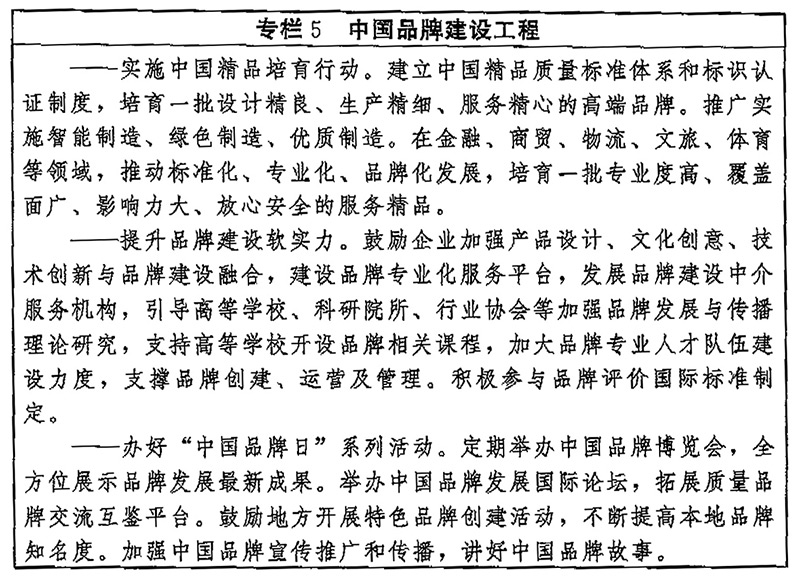 专栏5 中国品牌建设工程
——实施中国精品培育行动。建立中国精品质量标准体系和标识认
证制度，培育一批设计精良、生产精细、服务精心的高端品牌。推广实
施智能制造、绿色制造、优质制造。在金融、商贸、物流、文旅、体育
等领域，推动标准化、专业化、品牌化发展，培育一批专业度高、覆盖
面广、影响力大、放心安全的服务精品。
——提升品牌建设软实力。鼓励企业加强产品设计、文化创意、技
术创新与品牌建设融合，建设品牌专业化服务平台，发展品牌建设中介
服务机构，引导高等学校、科研院所、行业协会等加强品牌发展与传播
理论研究，支持高等学校开设品牌相关课程，加大品牌专业人才队伍建
设力度，支撑品牌创建、运营及管理。积极参与品牌评价国际标准制
定。
——办好“中国品牌日”系列活动。定期举办中国品牌博览会，全
方位展示品牌发展最新成果。举办中国品牌发展国际论坛，拓展质量品
牌交流互鉴平台。鼓励地方开展特色品牌创建活动，不断提高本地品牌
知名度。加强中国品牌宣传推广和传播，讲好中国品牌故事。